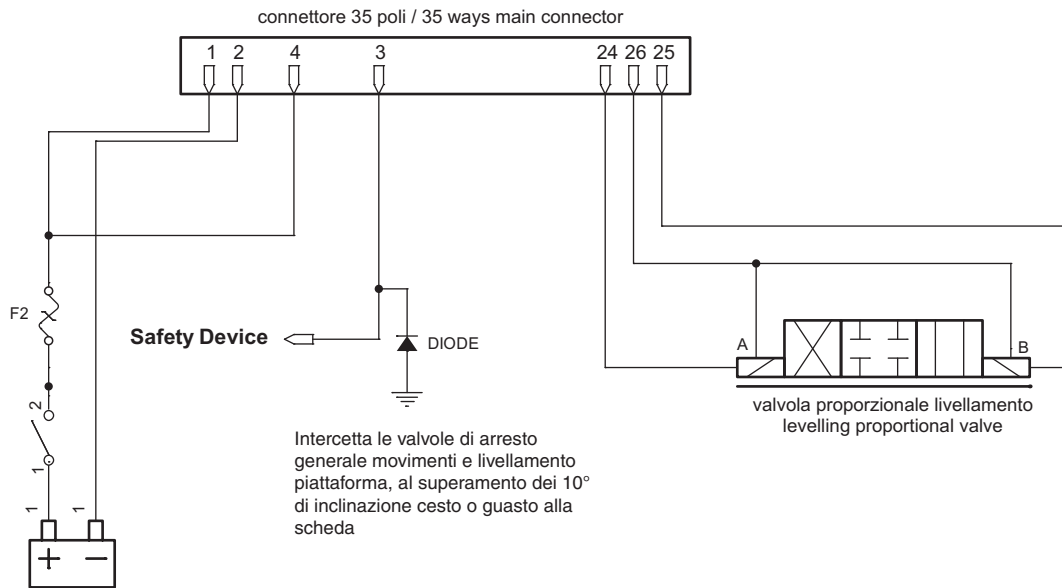 connettore 35 poli / 35 ways main connector
1 2 4 3 24 26 25
F2
Safety Device
DIODE
A
B
valvola proporzionale livellamento
levelling proportional valve
2
1
Intercetta le valvole di arresto
generale movimenti e livellamento
piattaforma, al superamento dei 10°
di inclinazione cesto o guasto alla
scheda
1 1
+ −